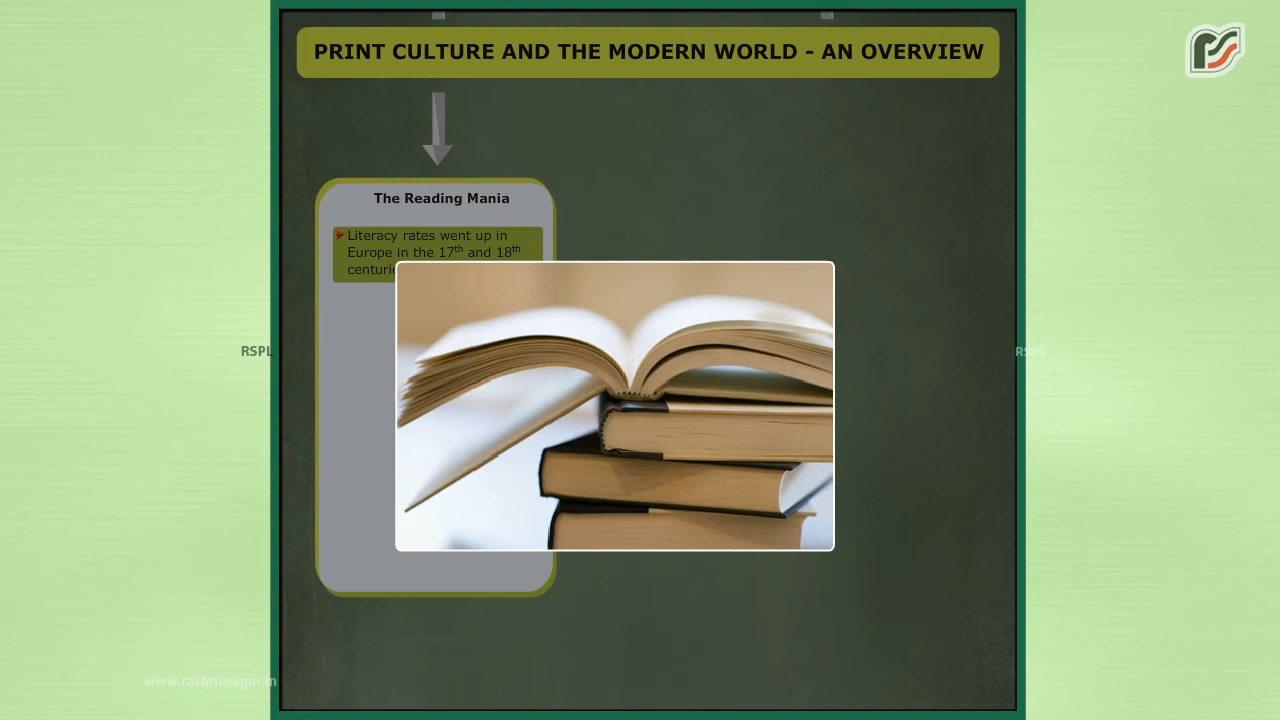 PRINT CULTURE AND THE MODERN WORLD - AN OVERVIEW
The Reading Mania
Literacy rates went up in
Europe in the 17th and 18th
RSPL
RSPL
www.rachnasagar.in